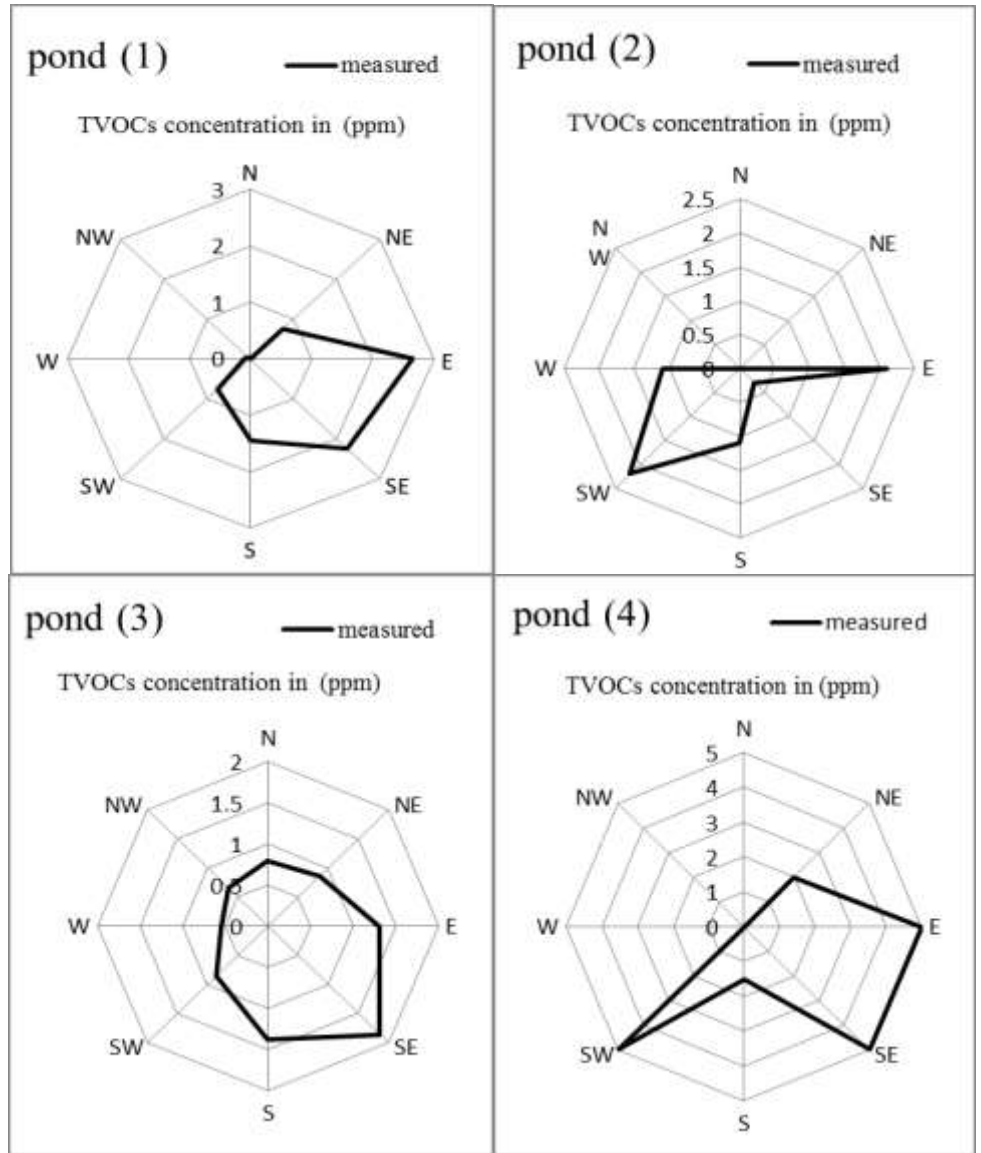 pond (1)
measured
TVOCs concentration in (ppm)
N
3
NW
NE
2
1
W
0
E
SW
SE
S
pond (2)
measured
TVOCs concentration in (ppm)
N
2.5
N
W
NE
2
1.5
1
0.5
W
0
E
SW
SE
S
pond (3)
measured
TVOCs concentration in (ppm)
N
2
NW
NE
1.5
1
0.5
W
0
E
SW
SE
S
pond (4)
measured
TVOCs concentration in (ppm)
N
5
NW
NE
4
3
2
1
W
0
E
SW
SE
S